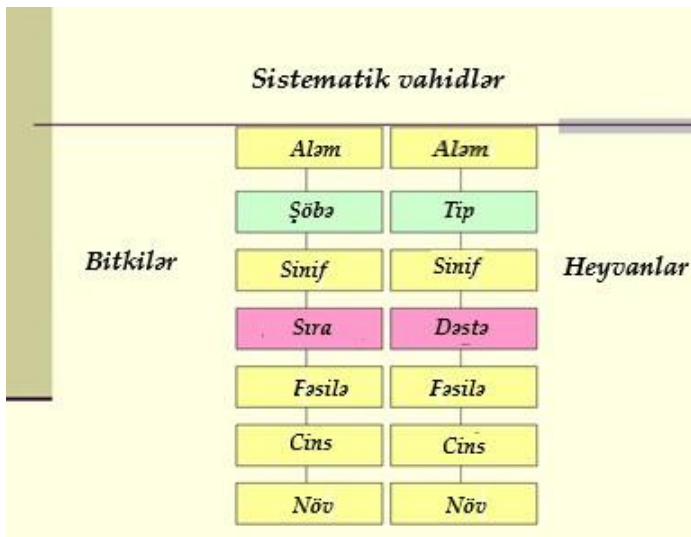 Sistematik vahidlər
Aləm Aləm
Şöbə Tip
Bitkilər Sinif Sinif Heyvanlar
Sıra Dəstə
Fəsilə Fəsilə
Cins Cins
Növ Növ